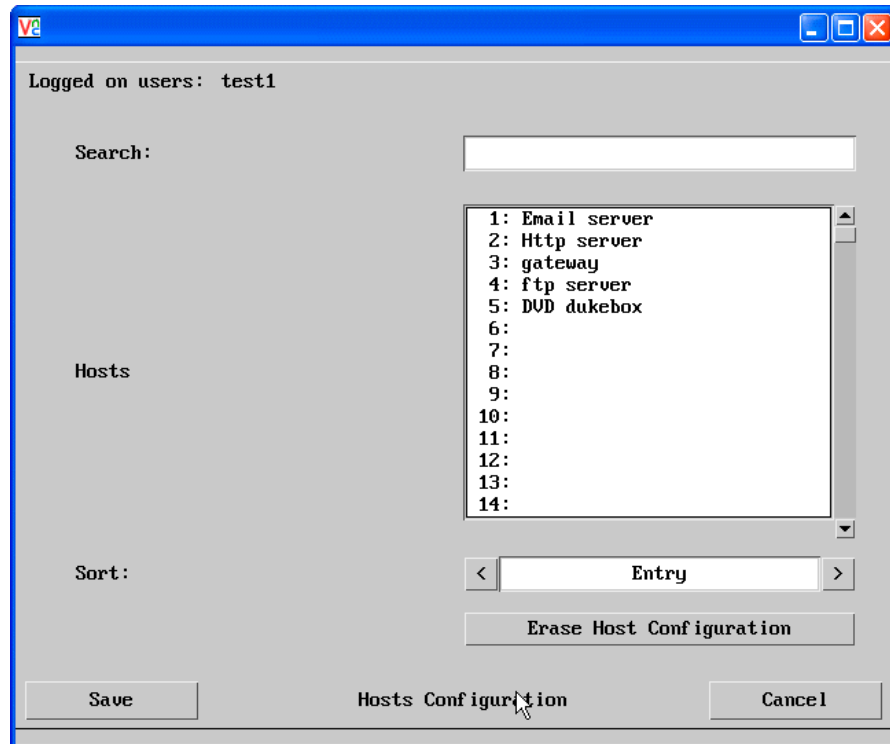 Logged on users: test1
Search:
1: Email server
2: Http server
3: gateway
4: ftp server
5: DVD dukebox
6:
7:
Hosts
8:
9:
10:
11:
12:
13:
14:
Sort:
< Entry >
Erase Host Configuration
Save Hosts Configuration Cancel